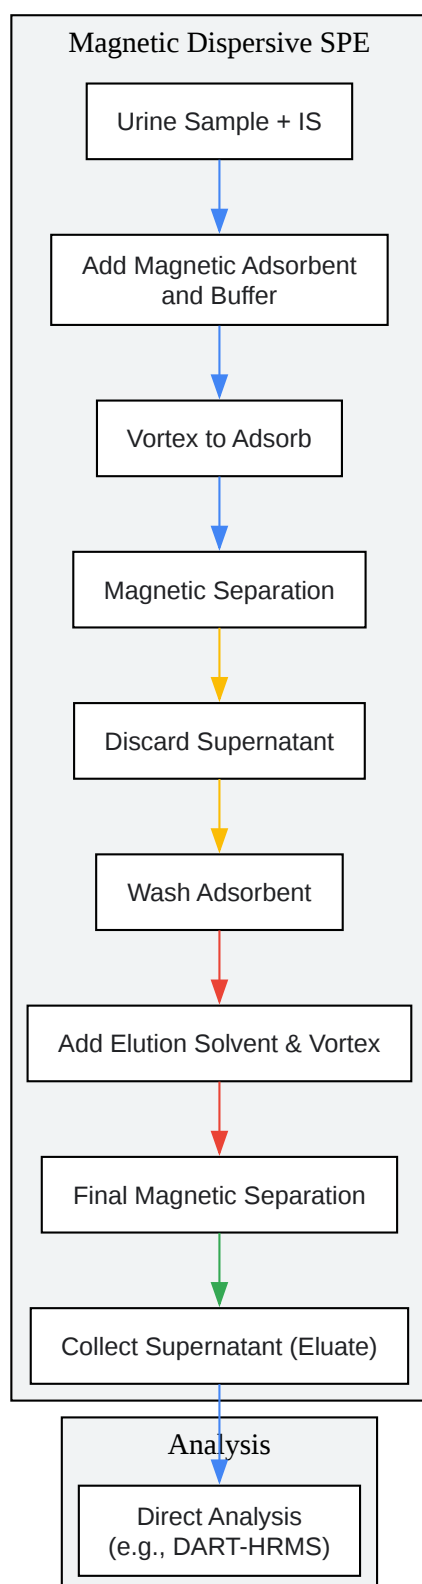 Magnetic Dispersive SPE
Urine Sample + IS
Add Magnetic Adsorbent
and Buffer
Vortex to Adsorb
Magnetic Separation
Discard Supernatant
Wash Adsorbent
Add Elution Solvent & Vortex
Final Magnetic Separation
Collect Supernatant (Eluate)
Analysis
Direct Analysis
(e.g., DART-HRMS)